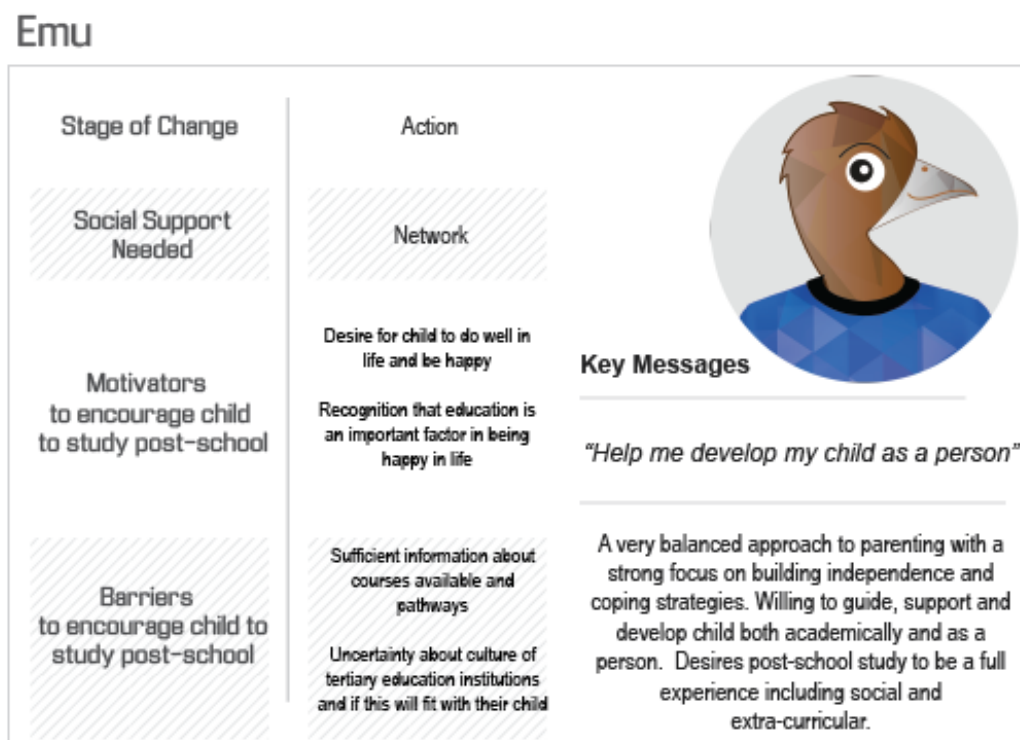 Emu
Stage of Change
Action
Social Support
Needed
Network
Motivators
to encourage child
to study post-school
Desire for child to do well in
life and be happy
Recognition that education is
an important factor in being
happy in life
Barriers
to encourage child to
study post-school
Sufficient information about
courses available and
pathways
Uncertainty about culture of
tertiary education institutions
and if this will fit with their child
Key Messages
“Help me develop my child as a person”
A very balanced approach to parenting with a
strong focus on building independence and
coping strategies. Willing to guide, support and
develop child both academically and as a
person.  Desires post-school study to be a full
experience including social and
extra-curricular.